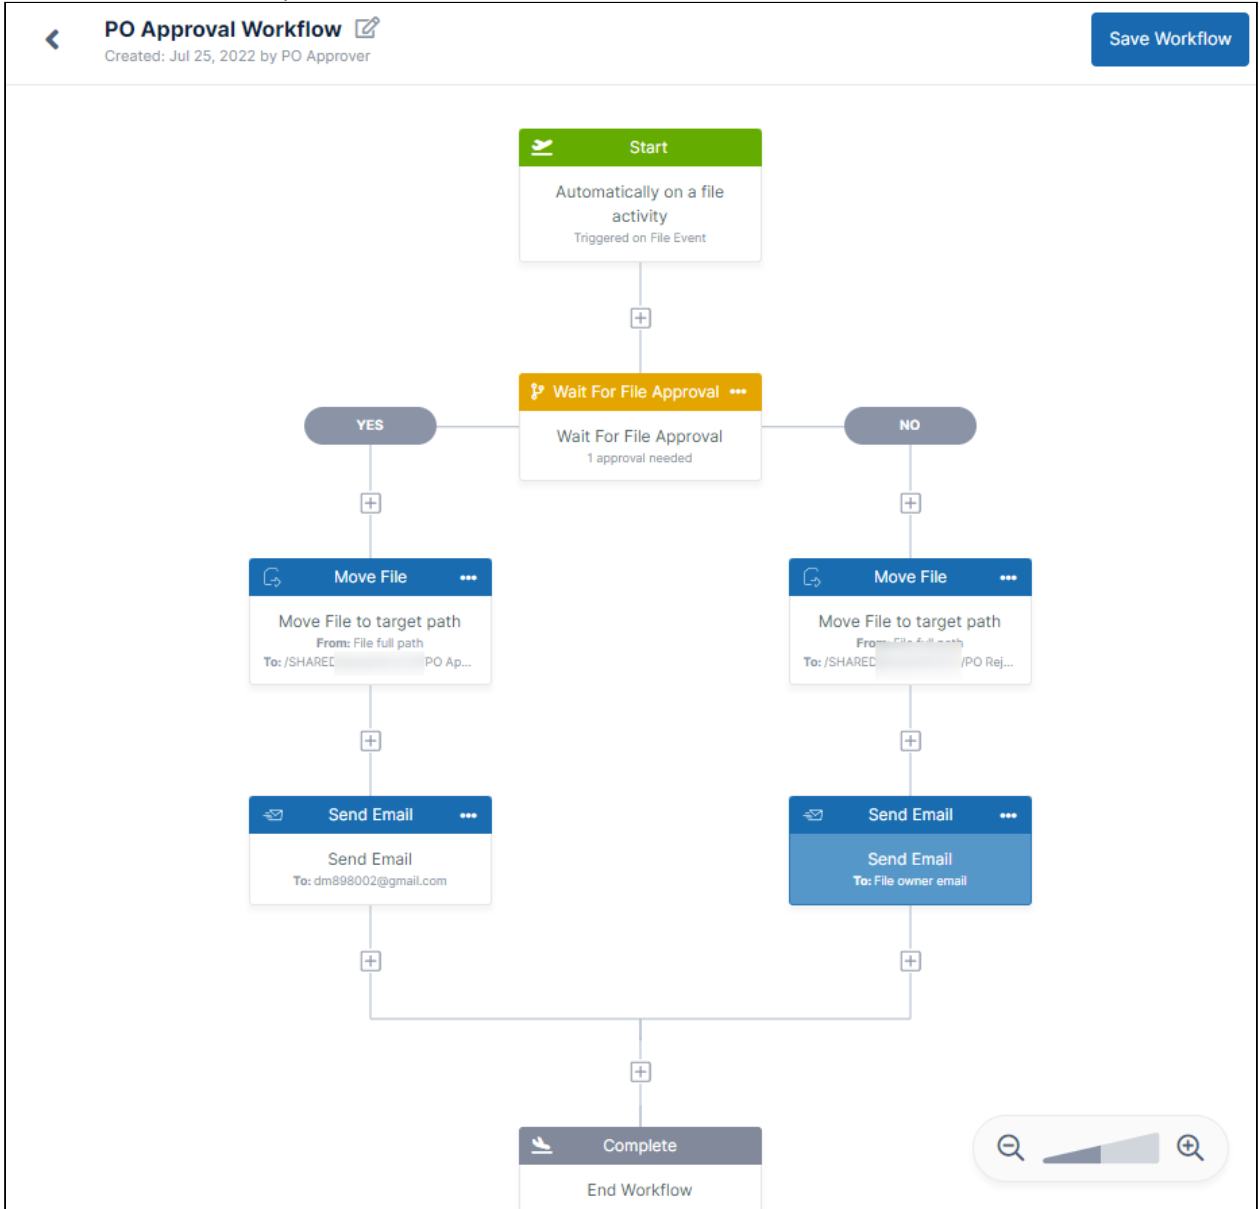 PO Approval Workflow
Created: Jul 25, 2022 by PO Approver
Save Workflow
Start
Automatically on a file
activity
Triggered on File Event
Wait For File Approval
YES
Wait For File Approval
1 approval needed
NO
Move File
Move File to target path
From: File full path
To: /SHARED PO Ap...
Move File
Move File to target path
From: File full path
To: /SHARED /PO Rej...
Send Email
Send Email
To: dm898002@gmail.com
Send Email
Send Email
To: File owner email
Complete
End Workflow